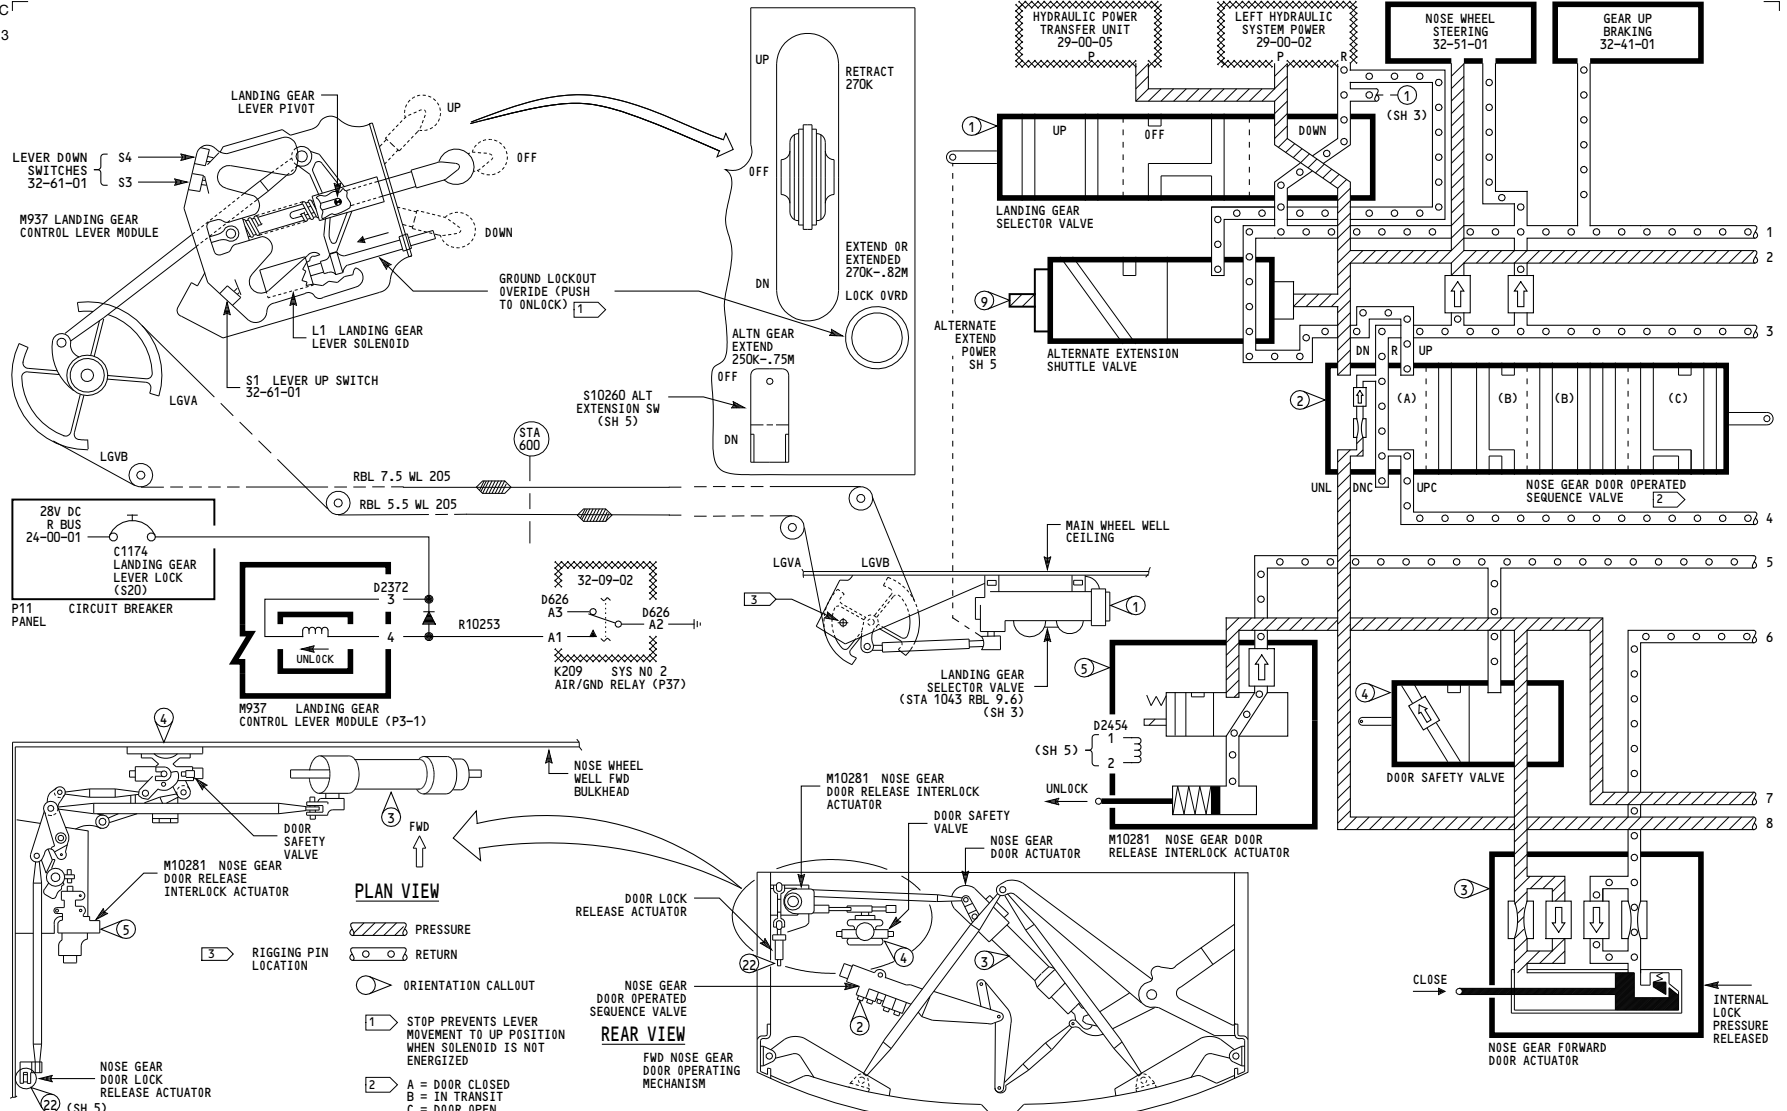 C
3
LANDING GEAR
LEVER PIVOT
UP
OFF
DOWN
LEVER DOWN
SWITCHES
32-61-01
S4
S3
M937 LANDING GEAR
CONTROL LEVER MODULE
GROUND LOCKOUT
OVERIDE (PUSH
TO 0NLOCK)
1
L1 LANDING GEAR
LEVER SOLENOID
S1 LEVER UP SWITCH
32-61-01
LGVA
LGVB
UP
RETRACT
270K
OFF
EXTEND OR
EXTENDED
270K-.82M
DN
LOCK OVRD
ALTN GEAR
EXTEND
250K-.75M
OFF
DN
S10260 ALT
EXTENSION SW
(SH 5)
STA
600
RBL 7.5 WL 205
RBL 5.5 WL 205
28V DC
R BUS
24-00-01
C1174
LANDING GEAR
LEVER LOCK
(S20)
P11
PANEL
CIRCUIT BREAKER
D2372
3
4
UNLOCK
R10253
M937 LANDING GEAR
CONTROL LEVER MODULE (P3-1)
32-09-02
D626
A3
D626
A2
A1
K209 SYS NO 2
AIR/GND RELAY (P37)
LGVA
LGVB
3
MAIN WHEEL WELL
CEILING
1
LANDING GEAR
SELECTOR VALVE
(STA 1043 RBL 9.6)
(SH 3)
HYDRAULIC POWER
TRANSFER UNIT
29-00-05
P
LEFT HYDRAULIC
SYSTEM POWER
29-00-02
P
R
NOSE WHEEL
STEERING
32-51-01
GEAR UP
BRAKING
32-41-01
1
(SH 3)
1
UP
OFF
DOWN
LANDING GEAR
SELECTOR VALVE
9
ALTERNATE
EXTEND
POWER
SH 5
ALTERNATE EXTENSION
SHUTTLE VALVE
1
2
3
DN
R
UP
2
(A)
(B)
(B)
(C)
UNL
DNC
UPC
NOSE GEAR DOOR OPERATED
SEQUENCE VALVE
2
4
5
6
5
D2454
1
2
(SH 5)
UNLOCK
M10281 NOSE GEAR DOOR
RELEASE INTERLOCK ACTUATOR
4
DOOR SAFETY VALVE
7
8
3
CLOSE
INTERNAL
LOCK
PRESSURE
RELEASED
NOSE GEAR FORWARD
DOOR ACTUATOR
4
NOSE WHEEL
WELL FWD
BULKHEAD
DOOR
SAFETY
VALVE
3
FWD
M10281 NOSE GEAR
DOOR RELEASE
INTERLOCK ACTUATOR
5
PLAN VIEW
PRESSURE
RETURN
ORIENTATION CALLOUT
3
RIGGING PIN
LOCATION
1
STOP PREVENTS LEVER
MOVEMENT TO UP POSITION
WHEN SOLENOID IS NOT
ENERGIZED
2
A = DOOR CLOSED
B = IN TRANSIT
C = DOOR OPEN
NOSE GEAR
DOOR LOCK
RELEASE ACTUATOR
22
(SH 5)
M10281 NOSE GEAR
DOOR RELEASE INTERLOCK
ACTUATOR
DOOR SAFETY
VALVE
NOSE GEAR
DOOR ACTUATOR
DOOR LOCK
RELEASE ACTUATOR
22
4
3
NOSE GEAR
DOOR OPERATED
SEQUENCE VALVE
2
REAR VIEW
FWD NOSE GEAR
DOOR OPERATING
MECHANISM